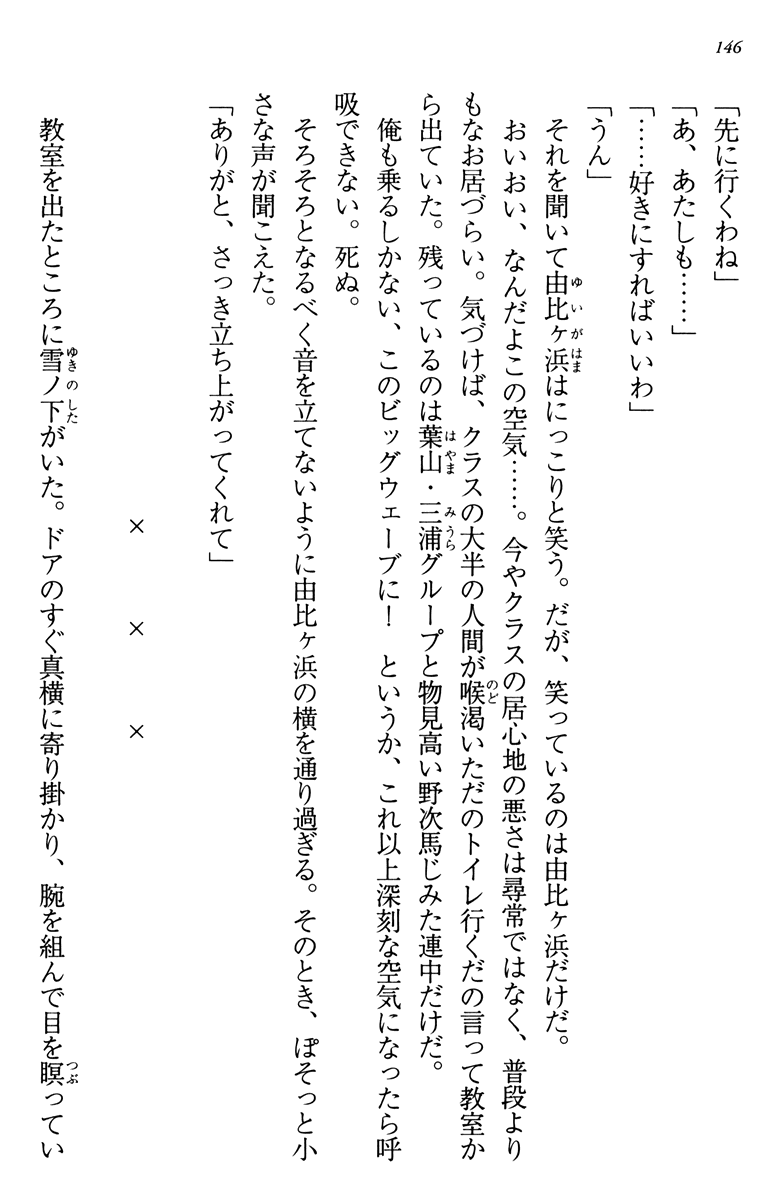 146
「先に行くわね」
「あ、あたしも……」
「……好きにすればいいわ」
「うん」
それを聞いて由比ヶ浜はにっこりと笑う。だが、笑っているのは由比ヶ浜だけだ。
おいおい、なんだよこの空気……。今やクラスの居心地の悪さは尋常ではなく、普段より
もなお居づらい。気づけば、クラスの大半の人間が喉渇いただのトイレ行くだの言って教室か
ら出ていた。残っているのは葉山・三浦グループと物見高い野次馬じみた連中だけだ。
俺も乗るしかない、このビッグウェーブに！　というか、これ以上深刻な空気になったら呼
吸できない。死ぬ。
そろそろとなるべく音を立てないように由比ヶ浜の横を通り過ぎる。そのとき、ぽそっと小
さな声が聞こえた。
「ありがと、さっき立ち上がってくれて」
×　×　×
教室を出たところに雪ノ下がいた。ドアのすぐ真横に寄り掛かり、腕を組んで目を瞑ってい